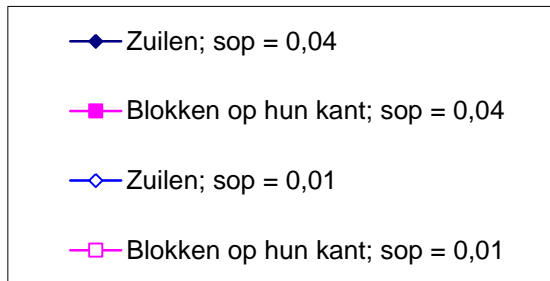 Zuilen; sop = 0,04
Blokken op hun kant; sop = 0,04
Zuilen; sop = 0,01
Blokken op hun kant; sop = 0,01